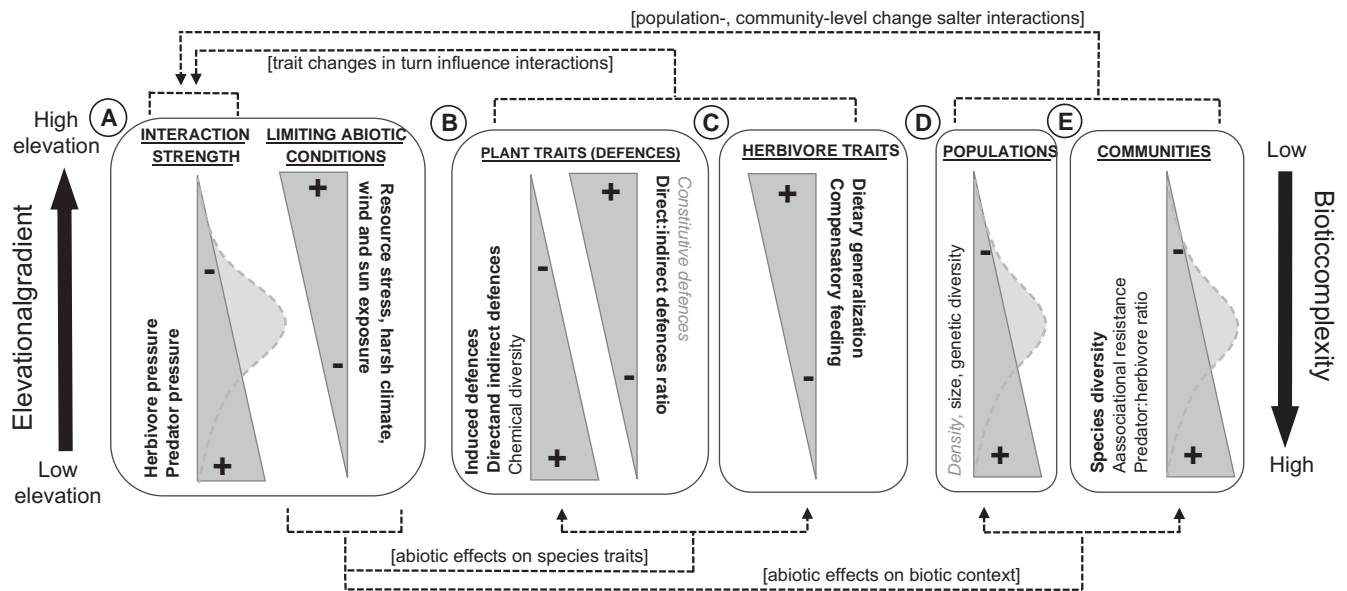 [population-, community-level change salter interactions]
[trait changes in turn influence interactions]
High
elevation
Elevationalgradient
Low
elevation
A
INTERACTION
STRENGTH
LIMITING ABIOTIC
CONDITIONS
Herbivore pressure
Predator pressure
-
+
+
-
Resource stress, harsh climate,
wind and sun exposure
B
PLANT TRAITS (DEFENCES)
Induced defences
Directand indirect defences
Chemical diversity
-
+
+
-
Constitutive defences
Direct:indirect defences ratio
C
HERBIVORE TRAITS
+
-
Dietary generalization
Compensatory feeding
D
POPULATIONS
Density, size, genetic diversity
-
+
E
COMMUNITIES
Species diversity
Aassociational resistance
Predator:herbivore ratio
-
+
Low
Bioticcomplexity
High
[abiotic effects on species traits]
[abiotic effects on biotic context]